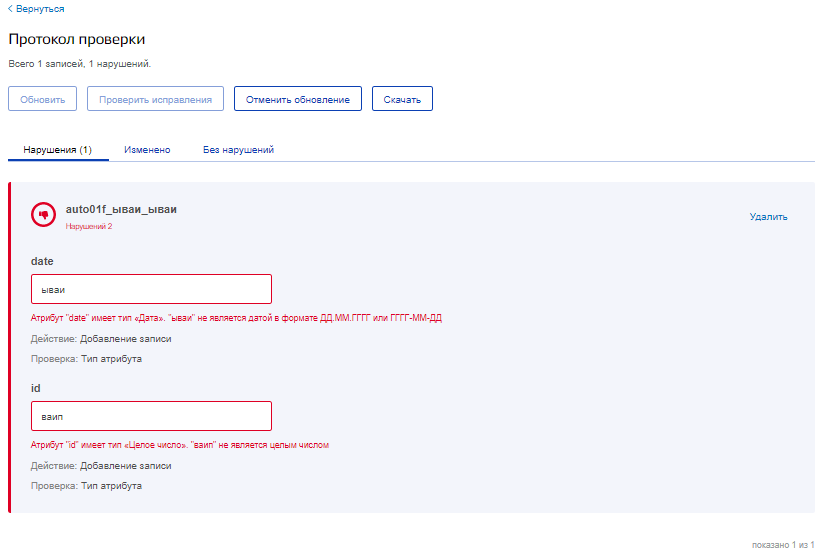 Вернуться
Протокол проверки
Всего 1 записей, 1 нарушений.
Обновить Проверить исправления Отменить обновление Скачать
Нарушения (1) Изменено Без нарушений
auto01f_ываи_ываи
Нарушений 2
Удалить
date
ываи
Атрибут "date" имеет тип «Дата». "ываи" не является датой в формате ДД.ММ.ГГГГ или ГГГГ-ММ-ДД
Действие: Добавление записи
Проверка: Тип атрибута
id
ваип
Атрибут "id" имеет тип «Целое число». "ваип" не является целым числом
Действие: Добавление записи
Проверка: Тип атрибута
показано 1 из 1